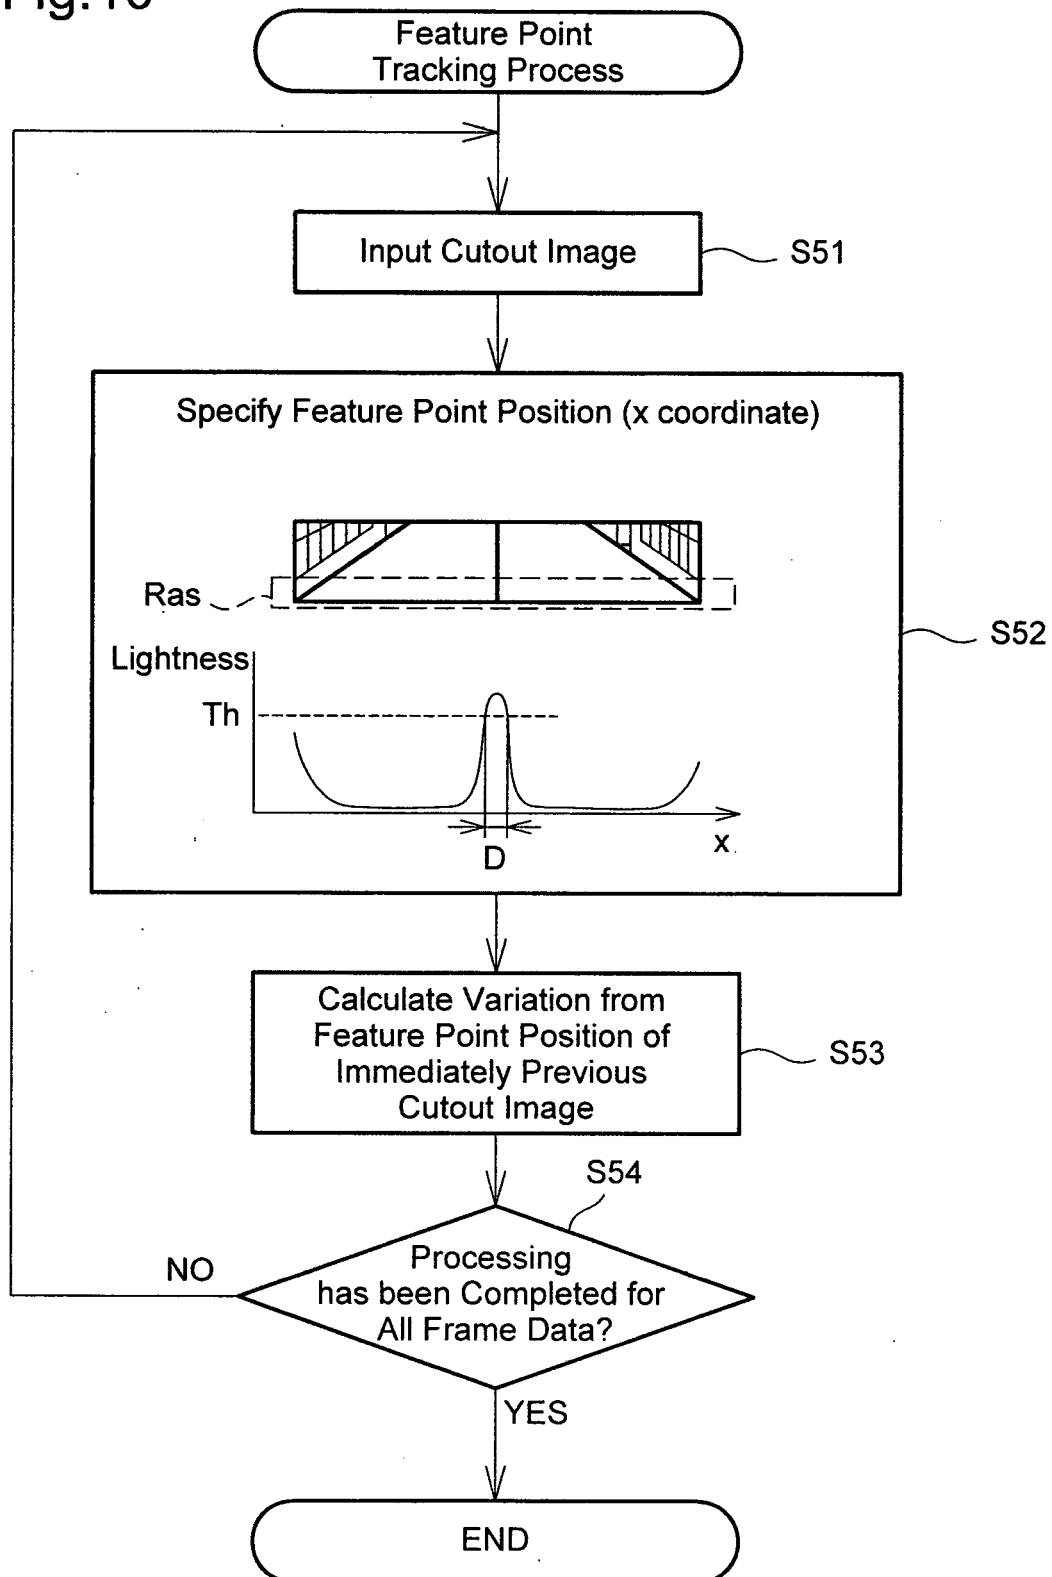 Feature Point
Tracking Process
Input Cutout Image
S51
Specify Feature Point Position (x coordinate)
Ras
S52
Lightness
Th
D
x
Calculate Variation from
Feature Point Position of
Immediately Previous
Cutout Image
S53
S54
Processing
has been Completed for
All Frame Data?
NO
YES
END